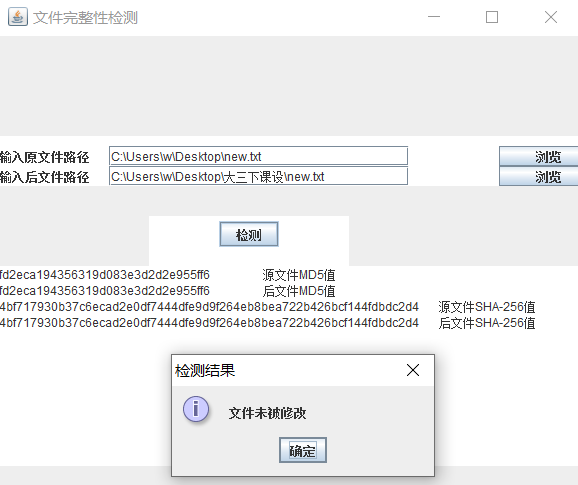 文件完整性检测
输入原文件路径 C:\Users\w\Desktop\new.txt 浏览
输入后文件路径 C:\Users\w\Desktop\大三下课设\new.txt 浏览
检测
fd2eca194356319d083e3d2d2e955ff6 源文件MD5值
fd2eca194356319d083e3d2d2e955ff6 后文件MD5值
4bf717930b37c6ecad2e0df7444dfe9d9f264eb8bea722b426bcf144fdbdc2d4 源文件SHA-256值
4bf717930b37c6ecad2e0df7444dfe9d9f264eb8bea722b426bcf144fdbdc2d4 后文件SHA-256值
检测结果
文件未被修改
确定